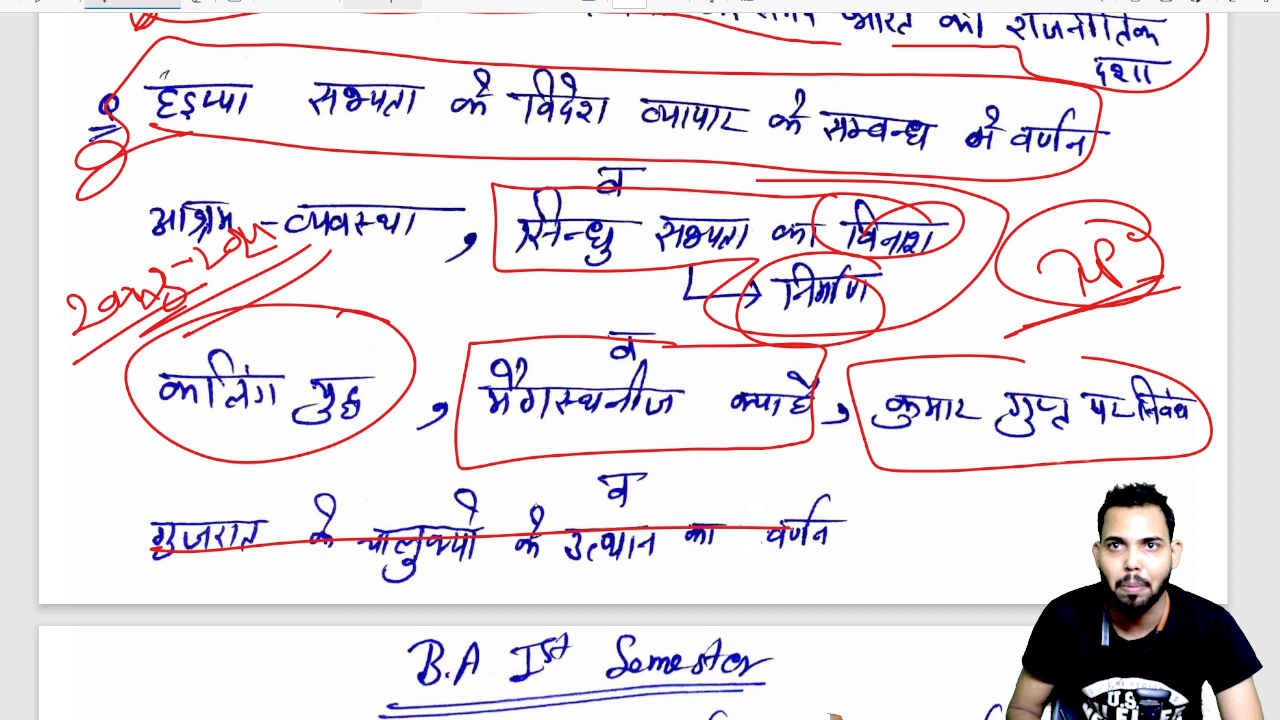 भारत की राजनीतिक
दशा
हड़प्पा सभ्यता के विदेश व्यापार के सम्बन्ध में वर्णन
व
आश्रम-व्यवस्था , सिन्धु सभ्यता का विनाश
निर्माण
व
कलिंग युद्ध , मैगस्थनीज क्या है , कुमार गुप्त पर निबंध
व
गुजरात के चालुक्यो के उत्थान का वर्णन
B.A Ist Semester
U.S.